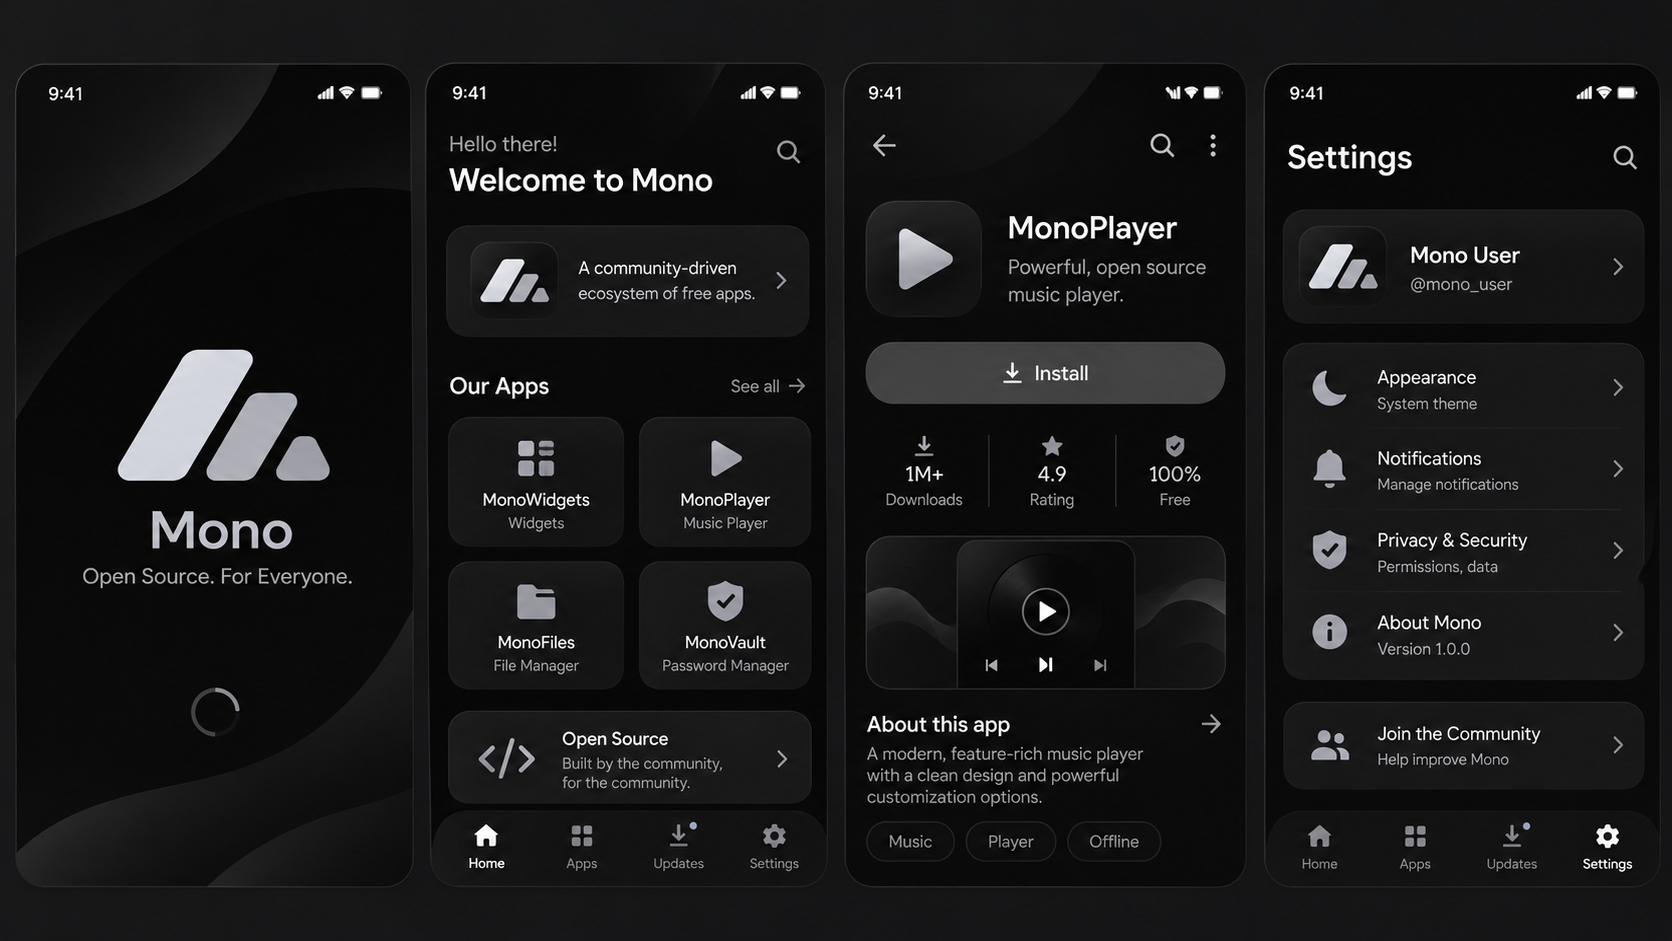 9:41
Mono
Open Source. For Everyone.
9:41
Hello there!
Welcome to Mono
A community-driven
ecosystem of free apps.
Our Apps
See all
MonoWidgets
Widgets
MonoPlayer
Music Player
MonoFiles
File Manager
MonoVault
Password Manager
Open Source
Built by the community,
for the community.
Home
Apps
Updates
Settings
9:41
MonoPlayer
Powerful, open source
music player.
Install
1M+
Downloads
4.9
Rating
100%
Free
About this app
A modern, feature-rich music player
with a clean design and powerful
customization options.
Music
Player
Offline
9:41
Settings
Mono User
@mono_user
Appearance
System theme
Notifications
Manage notifications
Privacy & Security
Permissions, data
About Mono
Version 1.0.0
Join the Community
Help improve Mono
Home
Apps
Updates
Settings